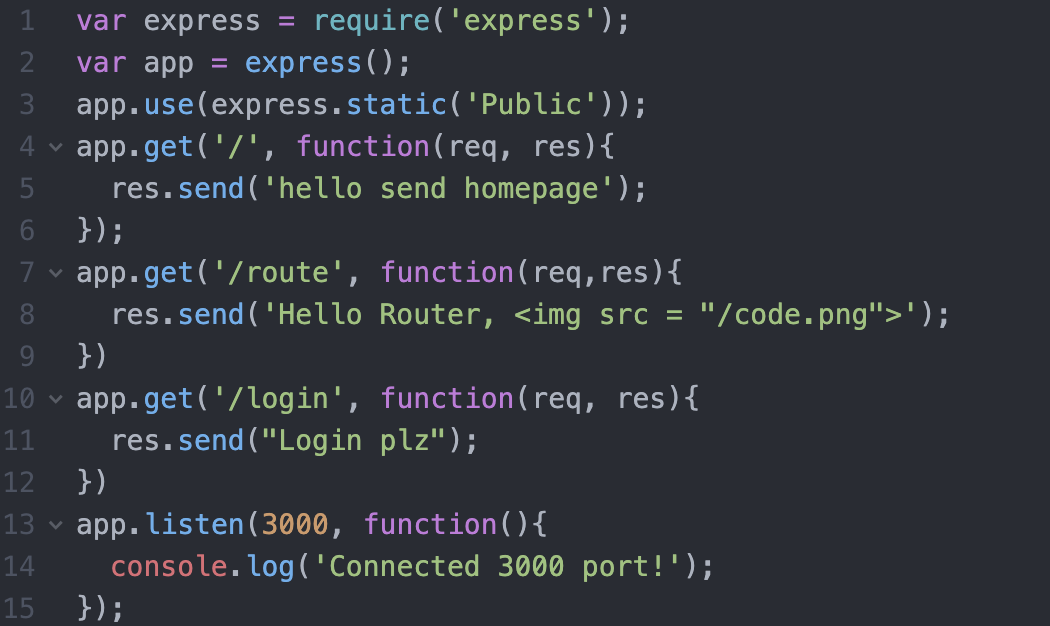 1 var express = require('express');
2 var app = express();
3 app.use(express.static('Public'));
4 app.get('/', function(req, res){
5   res.send('hello send homepage');
6 });
7 app.get('/route', function(req,res){
8   res.send('Hello Router, <img src = "/code.png">');
9 })
10 app.get('/login', function(req, res){
11   res.send("Login plz");
12 })
13 app.listen(3000, function(){
14   console.log('Connected 3000 port!');
15 });